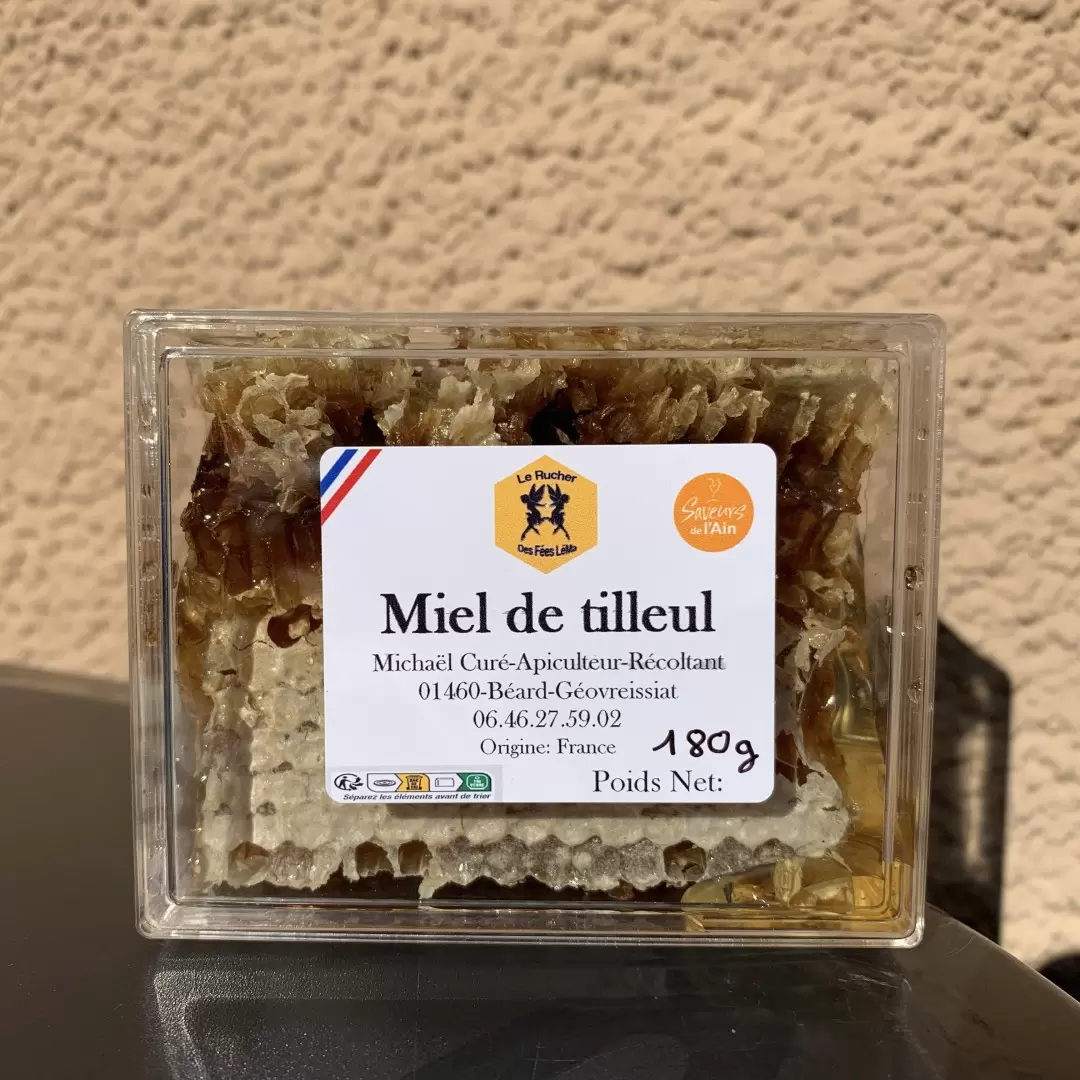 Le Rucher
Des Fées LéMa
Saveurs
de l'Ain
Miel de tilleul
Michaël Curé-Apiculteur-Récoltant
01460-Béard-Géovreissiat
06.46.27.59.02
Origine: France
180g
Poids Net:
Séparez les éléments avant de trier